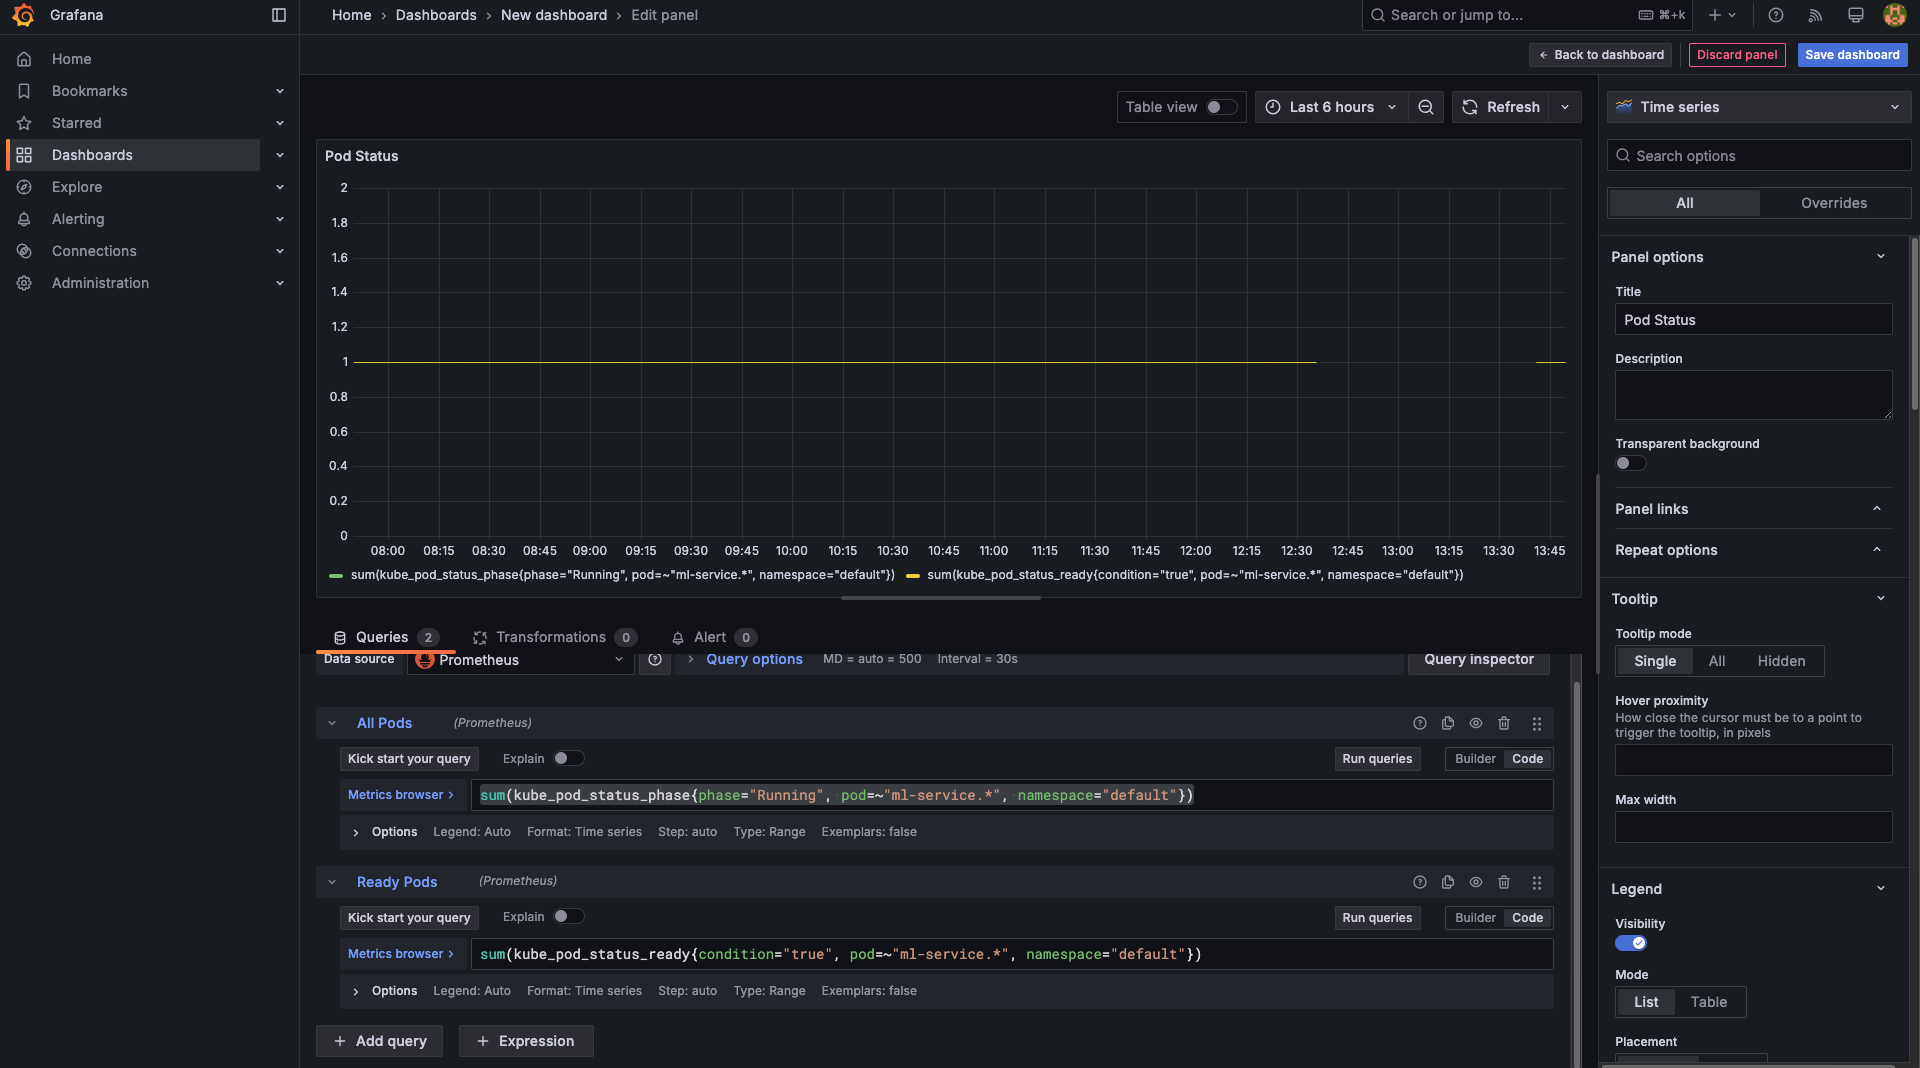 Grafana
Home
Bookmarks
Starred
Dashboards
Explore
Alerting
Connections
Administration
Home › Dashboards › New dashboard › Edit panel
Search or jump to... ⌘+k
← Back to dashboard
Discard panel
Save dashboard
Table view
Last 6 hours
Refresh
Pod Status
2
1.8
1.6
1.4
1.2
1
0.8
0.6
0.4
0.2
0
08:00 08:15 08:30 08:45 09:00 09:15 09:30 09:45 10:00 10:15 10:30 10:45 11:00 11:15 11:30 11:45 12:00 12:15 12:30 12:45 13:00 13:15 13:30 13:45
sum(kube_pod_status_phase{phase="Running", pod=~"ml-service.*", namespace="default"}) sum(kube_pod_status_ready{condition="true", pod=~"ml-service.*", namespace="default"})
Queries 2 Transformations 0 Alert 0
Data source Prometheus › Query options MD = auto = 500 Interval = 30s Query inspector
All Pods (Prometheus)
Kick start your query Explain Run queries Builder Code
Metrics browser › sum(kube_pod_status_phase{phase="Running", pod=~"ml-service.*", namespace="default"})
› Options Legend: Auto Format: Time series Step: auto Type: Range Exemplars: false
Ready Pods (Prometheus)
Kick start your query Explain Run queries Builder Code
Metrics browser › sum(kube_pod_status_ready{condition="true", pod=~"ml-service.*", namespace="default"})
› Options Legend: Auto Format: Time series Step: auto Type: Range Exemplars: false
+ Add query + Expression
Time series
Search options
All Overrides
Panel options
Title
Pod Status
Description
Transparent background
Panel links
Repeat options
Tooltip
Tooltip mode
Single All Hidden
Hover proximity
How close the cursor must be to a point to
trigger the tooltip, in pixels
Max width
Legend
Visibility
Mode
List Table
Placement